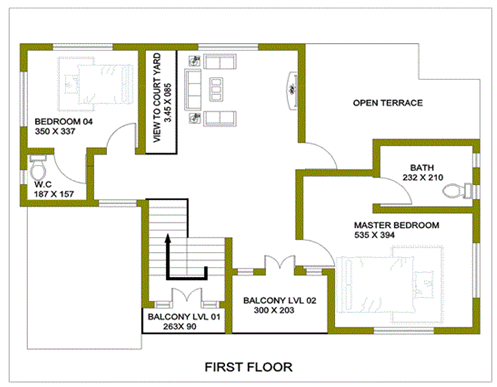 VIEW TO COURT YARD
3.45 X 085
OPEN TERRACE
BEDROOM 04
350 X 337
W.C
187 X 157
BATH
232 X 210
MASTER BEDROOM
535 X 394
BALCONY LVL 02
300 X 203
BALCONY LVL 01
263X 90
FIRST FLOOR